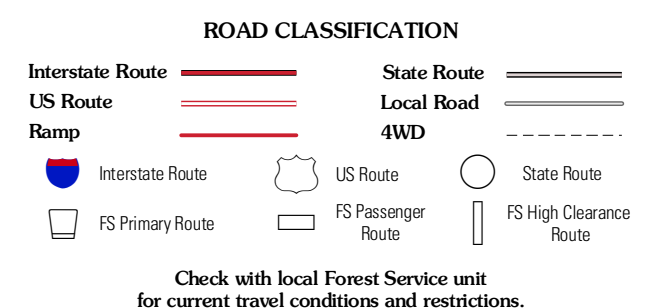 ROAD CLASSIFICATION
Interstate Route
State Route
US Route
Local Road
Ramp
4WD
Interstate Route
US Route
State Route
FS Primary Route
FS Passenger
Route
FS High Clearance
Route
Check with local Forest Service unit
for current travel conditions and restrictions.